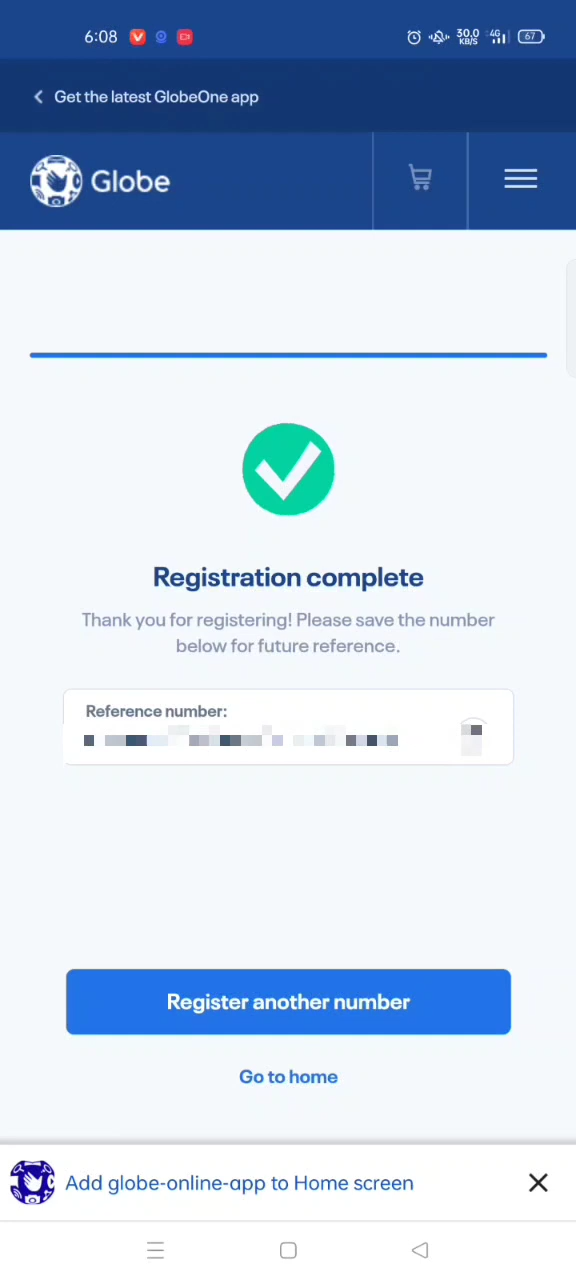 6:08 30.0 KB/S 4G 67
Get the latest GlobeOne app
Globe
Registration complete
Thank you for registering! Please save the number
below for future reference.
Reference number:
Register another number
Go to home
Add globe-online-app to Home screen